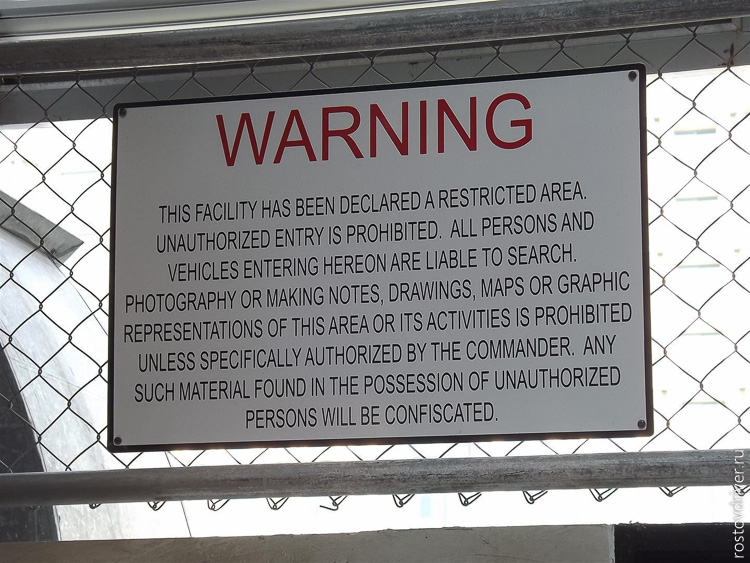 WARNING
THIS FACILITY HAS BEEN DECLARED A RESTRICTED AREA.
UNAUTHORIZED ENTRY IS PROHIBITED. ALL PERSONS AND
VEHICLES ENTERING HEREON ARE LIABLE TO SEARCH.
PHOTOGRAPHY OR MAKING NOTES, DRAWINGS, MAPS OR GRAPHIC
REPRESENTATIONS OF THIS AREA OR ITS ACTIVITIES IS PROHIBITED
UNLESS SPECIFICALLY AUTHORIZED BY THE COMMANDER. ANY
SUCH MATERIAL FOUND IN THE POSSESSION OF UNAUTHORIZED
PERSONS WILL BE CONFISCATED.